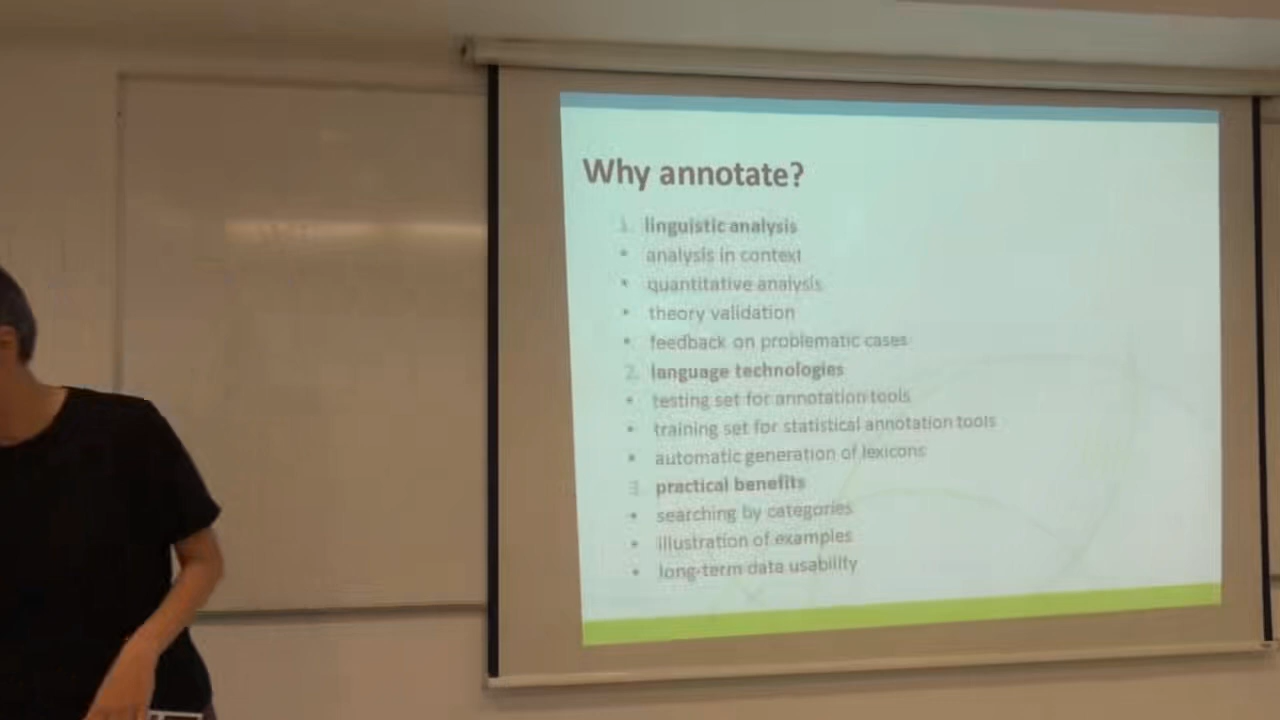 Why annotate?
1. linguistic analysis
• analysis in context
• quantitative analysis
• theory validation
• feedback on problematic cases
2. language technologies
• testing set for annotation tools
• training set for statistical annotation tools
• automatic generation of lexicons
3. practical benefits
• searching by categories
• illustration of examples
• long-term data usability